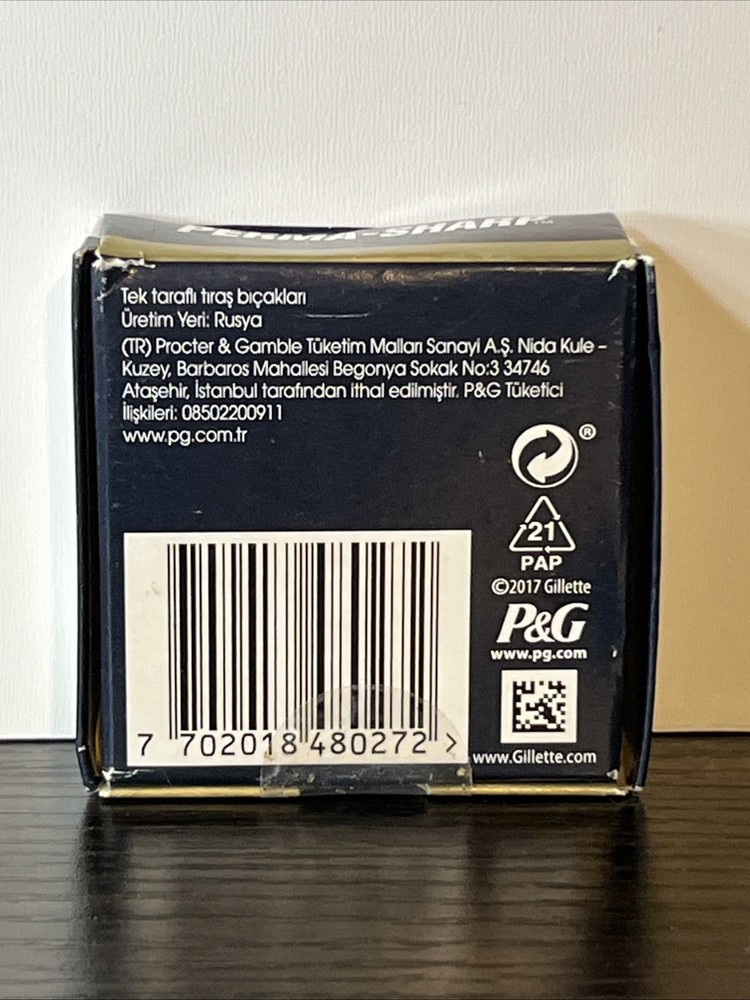 PERMA-SHARP™
Tek taraflı tıraş bıçakları
Üretim Yeri: Rusya
(TR) Procter & Gamble Tüketim Malları Sanayi A.Ş. Nida Kule –
Kuzey, Barbaros Mahallesi Begonya Sokak No:3 34746
Ataşehir, İstanbul tarafından ithal edilmiştir. P&G Tüketici
İlişkileri: 08502200911
www.pg.com.tr
®
21
PAP
©2017 Gillette
P&G
www.pg.com
7 702018 480272 >
www.Gillette.com